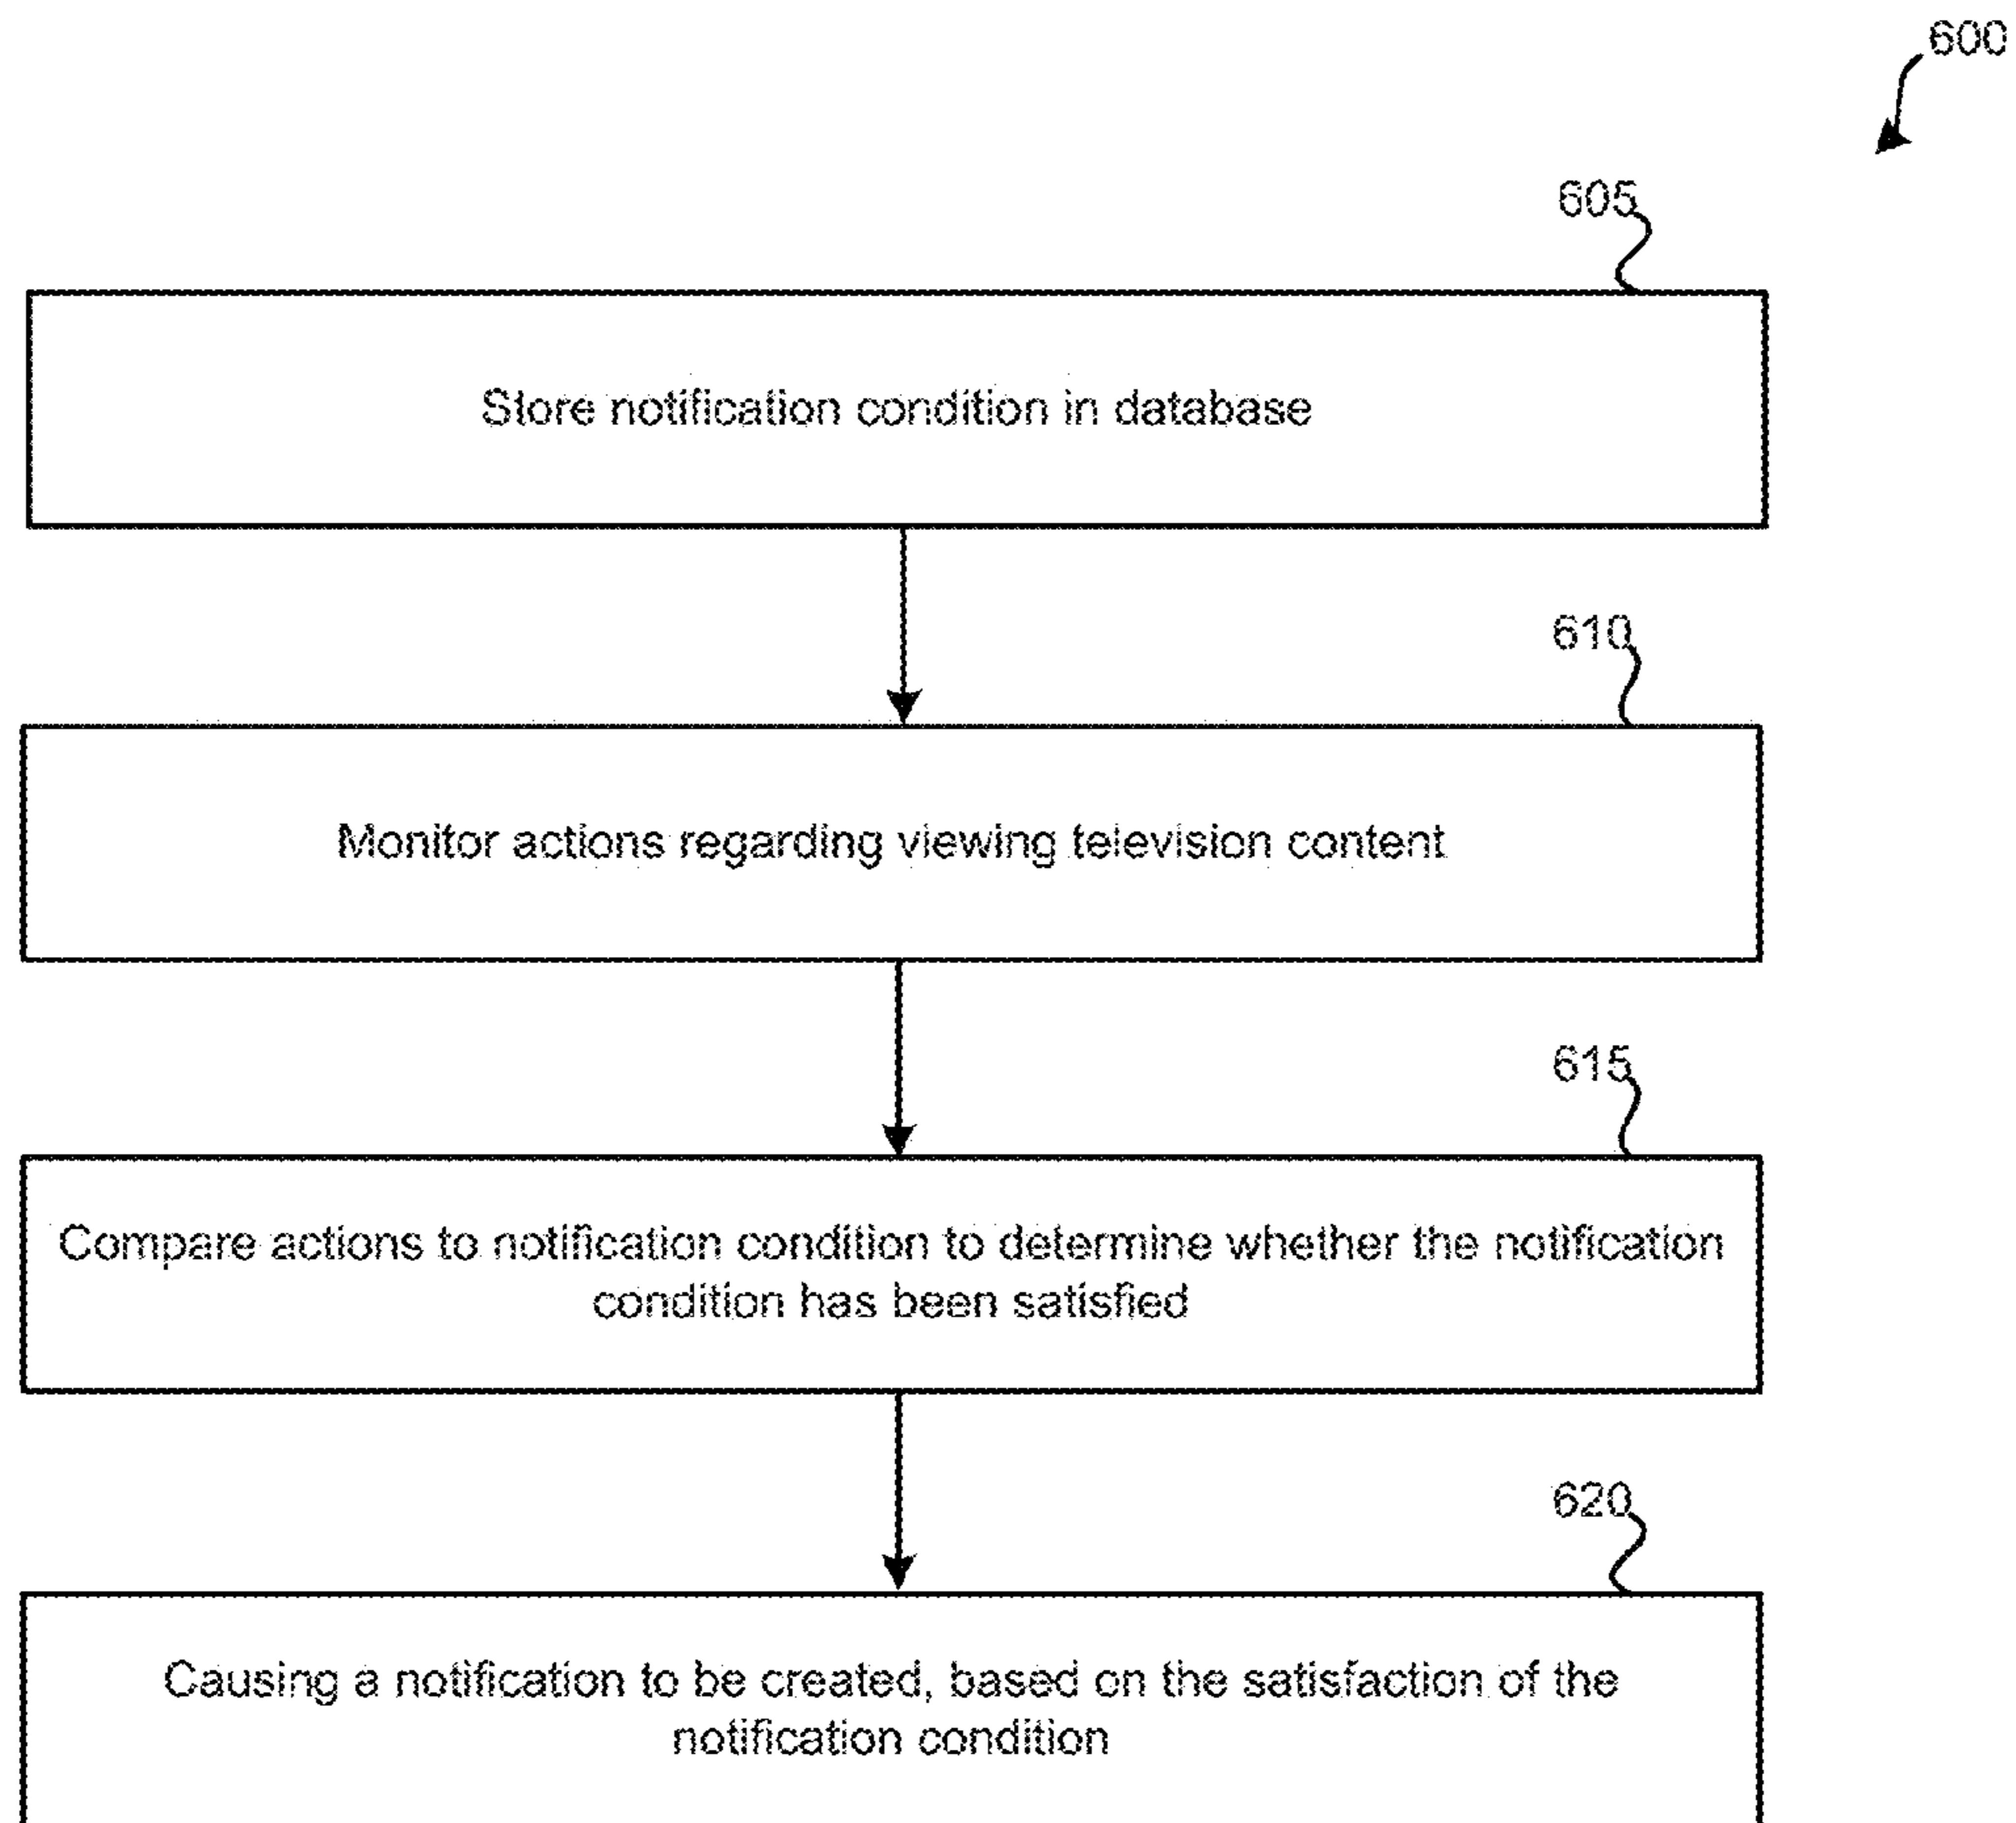 600
605
Store notification condition in database
610
Monitor actions regarding viewing television content
615
Compare actions to notification condition to determine whether the notification
condition has been satisfied
620
Causing a notification to be created, based on the satisfaction of the
notification condition